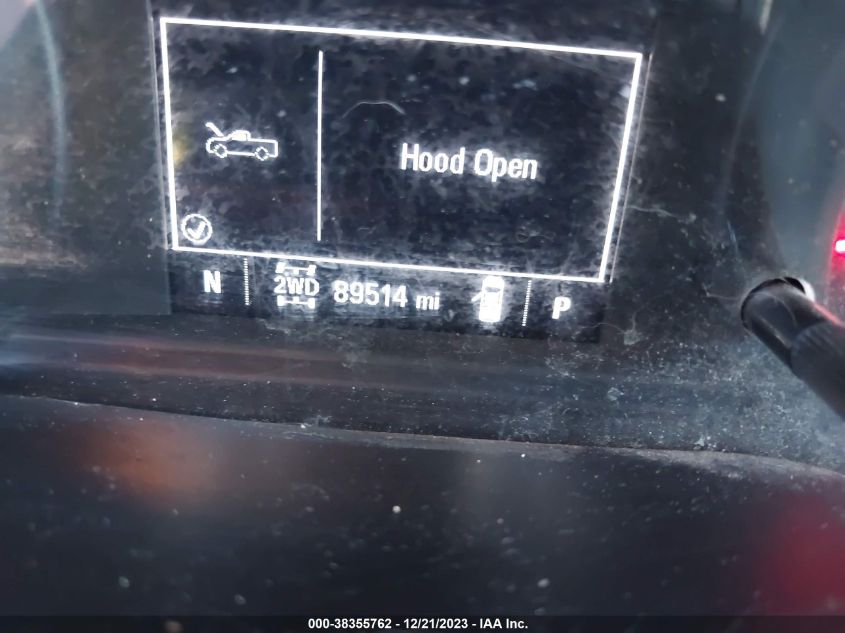 Hood Open
N 2WD 89514 mi P
000-38355762 - 12/21/2023 - IAA Inc.